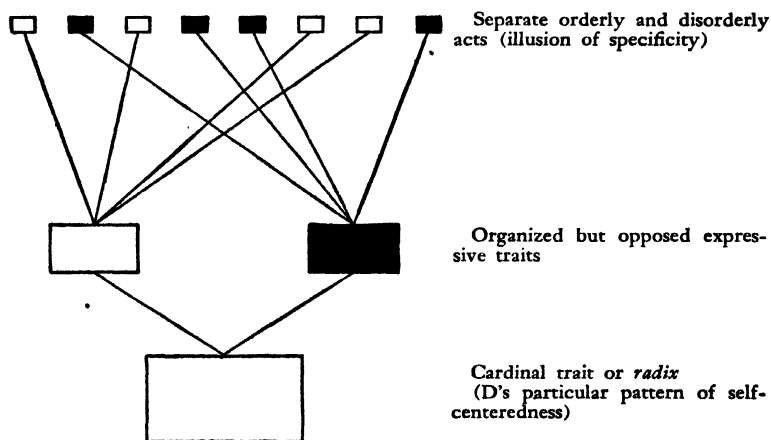 Separate orderly and disorderly
acts (illusion of specificity)
Organized but opposed expres-
sive traits
Cardinal trait or radix
(D's particular pattern of self-
centeredness)